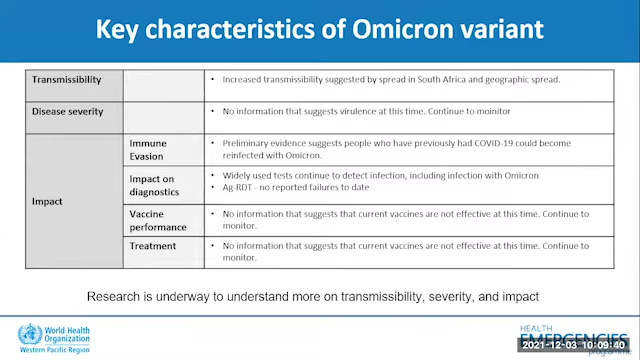 Key characteristics of Omicron variant
Transmissibility
• Increased transmissibility suggested by spread in South Africa and geographic spread.
Disease severity
• No information that suggests virulence at this time. Continue to moinitor
Impact
Immune
Evasion
• Preliminary evidence suggests people who have previously had COVID-19 could become
reinfected with Omicron.
Impact on
diagnostics
• Widely used tests continue to detect infection, including infection with Omicron
• Ag-RDT - no reported failures to date
Vaccine
performance
• No information that suggests that current vaccines are not effective at this time. Continue to
monitor.
Treatment
• No information that suggests that current vaccines are not effective at this time. Continue to
monitor.
Research is underway to understand more on transmissibility, severity, and impact
World Health
Organization
Western Pacific Region
HEALTH
EMERGENCIES
programme
2021-12-03 10:09:40